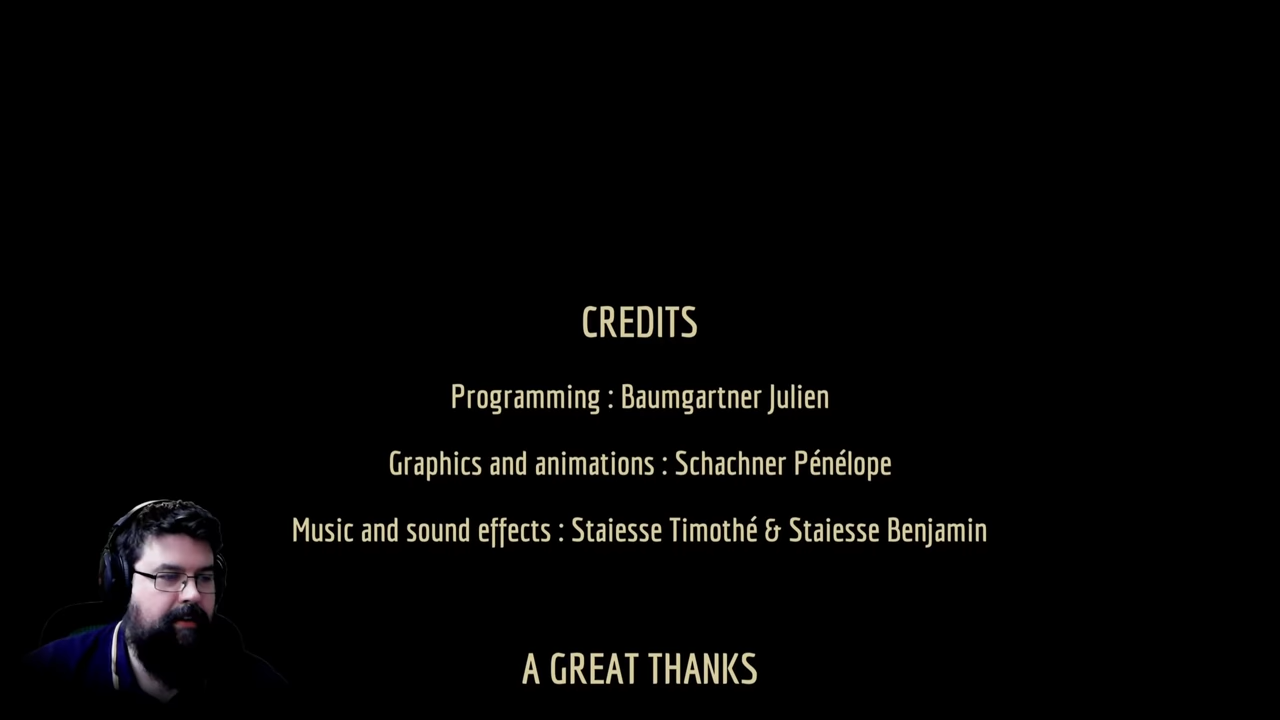 CREDITS
Programming : Baumgartner Julien
Graphics and animations : Schachner Pénélope
Music and sound effects : Staiesse Timothé & Staiesse Benjamin
A GREAT THANKS